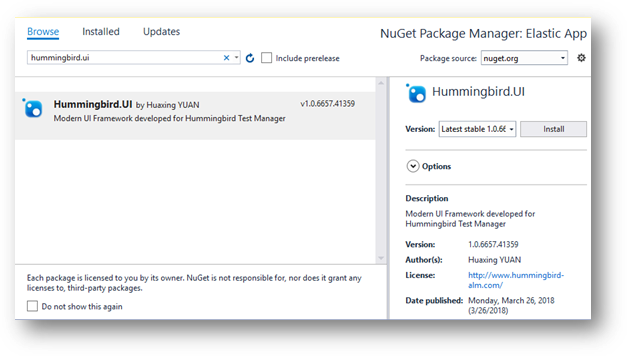 Browse Installed Updates
NuGet Package Manager: Elastic App
hummingbird.ui
Include prerelease
Package source: nuget.org
Hummingbird.UI by Huaxing YUAN v1.0.6657.41359
Modern UI Framework developed for Hummingbird Test Manager
Each package is licensed to you by its owner. NuGet is not responsible for, nor does it grant any
licenses to, third-party packages.
Do not show this again
Hummingbird.UI
Version: Latest stable 1.0.66 Install
Options
Description
Modern UI Framework developed for
Hummingbird Test Manager
Version: 1.0.6657.41359
Author(s): Huaxing YUAN
License: http://www.hummingbird-
alm.com/
Date published: Monday, March 26, 2018
(3/26/2018)